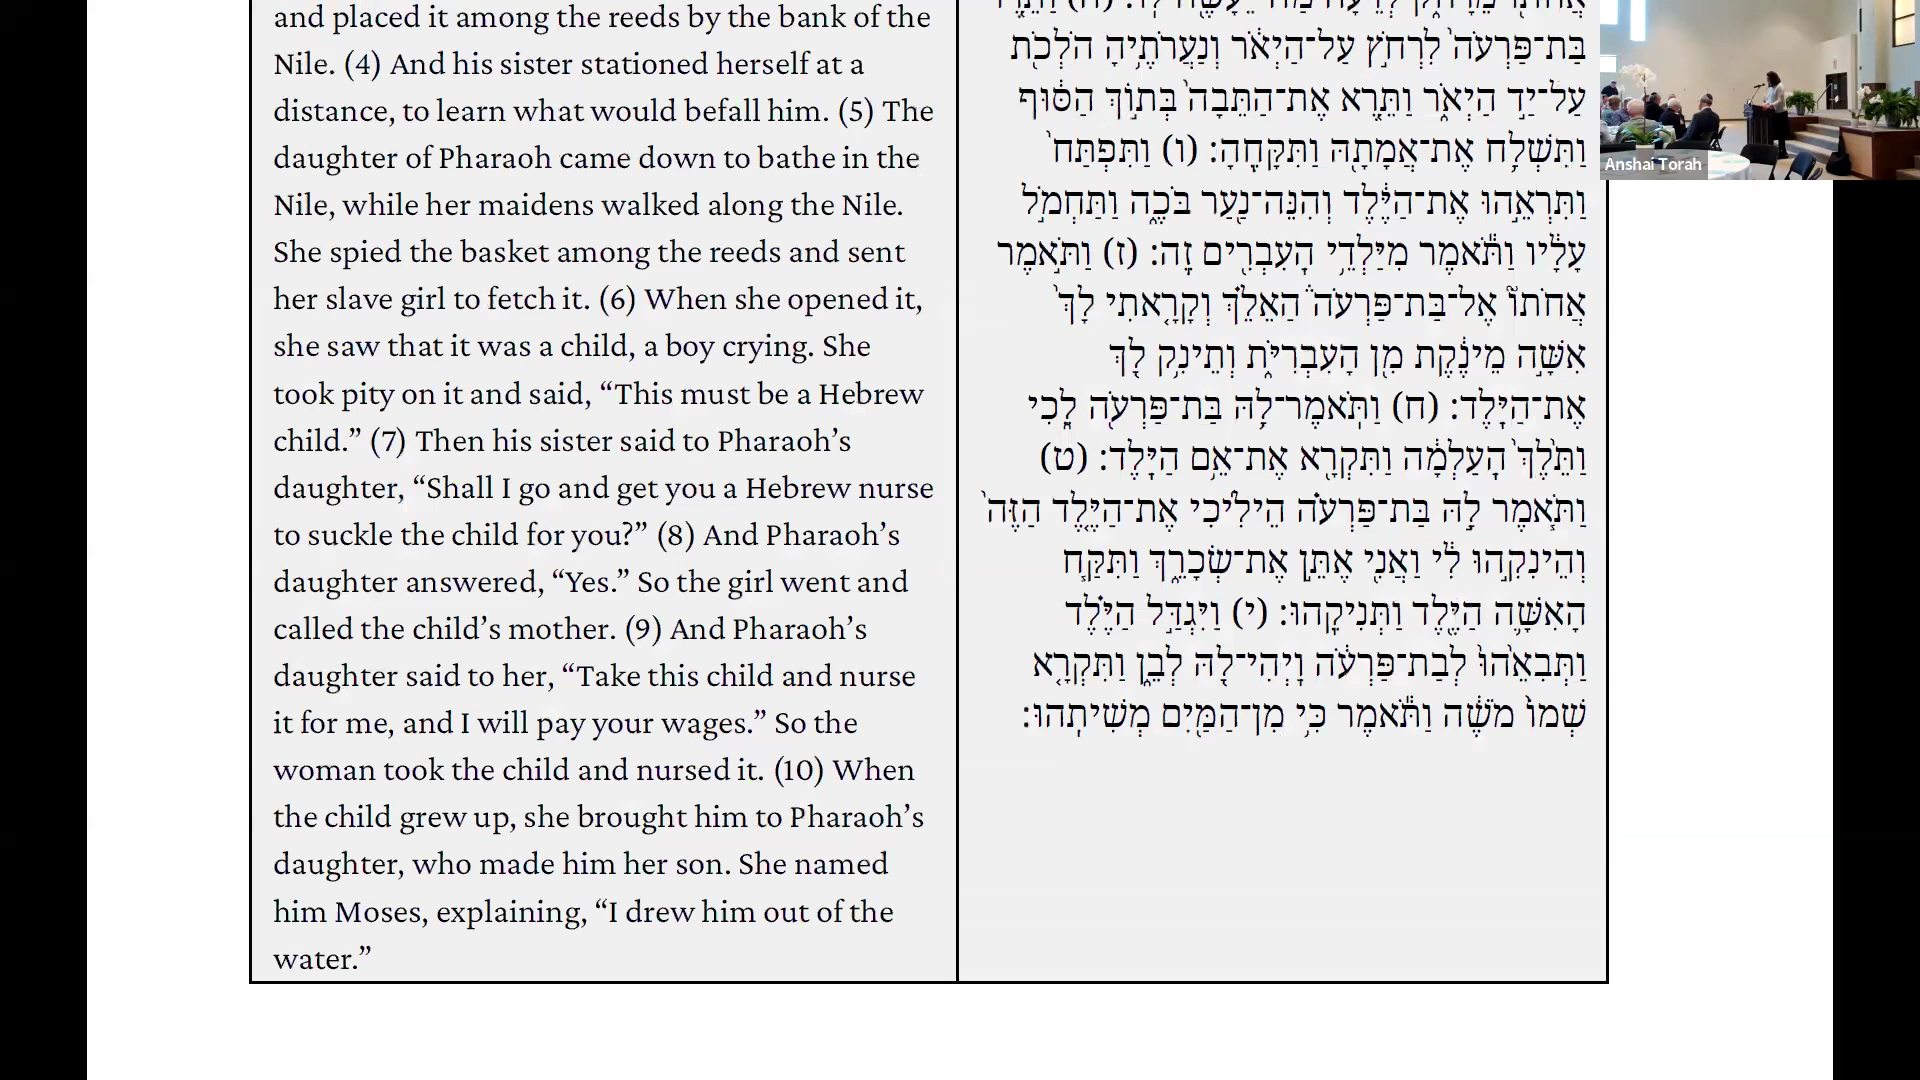 and placed it among the reeds by the bank of the
Nile. (4) And his sister stationed herself at a
distance, to learn what would befall him. (5) The
daughter of Pharaoh came down to bathe in the
Nile, while her maidens walked along the Nile.
She spied the basket among the reeds and sent
her slave girl to fetch it. (6) When she opened it,
she saw that it was a child, a boy crying. She
took pity on it and said, “This must be a Hebrew
child.” (7) Then his sister said to Pharaoh’s
daughter, “Shall I go and get you a Hebrew nurse
to suckle the child for you?” (8) And Pharaoh’s
daughter answered, “Yes.” So the girl went and
called the child’s mother. (9) And Pharaoh’s
daughter said to her, “Take this child and nurse
it for me, and I will pay your wages.” So the
woman took the child and nursed it. (10) When
the child grew up, she brought him to Pharaoh’s
daughter, who made him her son. She named
him Moses, explaining, “I drew him out of the
water.”
בַּת־פַּרְעֹה֙ לִרְחֹ֣ץ עַל־הַיְאֹ֔ר וְנַעֲרֹתֶ֥יהָ הֹלְכֹ֖ת
עַל־יַ֣ד הַיְאֹ֑ר וַתֵּ֤רֶא אֶת־הַתֵּבָה֙ בְּת֣וֹךְ הַסּ֔וּף
וַתִּשְׁלַ֥ח אֶת־אֲמָתָ֖הּ וַתִּקָּחֶֽהָ׃ (ו) וַתִּפְתַּח֙
וַתִּרְאֵ֣הוּ אֶת־הַיֶּ֔לֶד וְהִנֵּה־נַ֖עַר בֹּכֶ֑ה וַתַּחְמֹ֣ל
עָלָ֔יו וַתֹּ֕אמֶר מִיַּלְדֵ֥י הָֽעִבְרִ֖ים זֶֽה׃ (ז) וַתֹּ֣אמֶר
אֲחֹתוֹ֮ אֶל־בַּת־פַּרְעֹה֒ הַאֵלֵ֗ךְ וְקָרָ֤אתִי לָךְ֙
אִשָּׁ֣ה מֵינֶ֔קֶת מִ֖ן הָעִבְרִיֹּ֑ת וְתֵינִ֥ק לָ֖ךְ
אֶת־הַיָּֽלֶד׃ (ח) וַתֹּֽאמֶר־לָ֥הּ בַּת־פַּרְעֹ֖ה לֵ֑כִי
וַתֵּ֙לֶךְ֙ הָֽעַלְמָ֔ה וַתִּקְרָ֖א אֶת־אֵ֥ם הַיָּֽלֶד׃ (ט)
וַתֹּ֧אמֶר לָ֣הּ בַּת־פַּרְעֹ֗ה הֵילִ֜יכִי אֶת־הַיֶּ֤לֶד הַזֶּה֙
וְהֵינִקִ֣הוּ לִ֔י וַאֲנִ֖י אֶתֵּ֣ן אֶת־שְׂכָרֵ֑ךְ וַתִּקַּ֧ח
הָאִשָּׁ֛ה הַיֶּ֖לֶד וַתְּנִיקֵֽהוּ׃ (י) וַיִּגְדַּ֣ל הַיֶּ֗לֶד
וַתְּבִאֵ֙הוּ֙ לְבַת־פַּרְעֹ֔ה וַֽיְהִי־לָ֖הּ לְבֵ֑ן וַתִּקְרָ֤א
שְׁמוֹ֙ מֹשֶׁ֔ה וַתֹּ֕אמֶר כִּ֥י מִן־הַמַּ֖יִם מְשִׁיתִֽהוּ׃
Anshai Torah